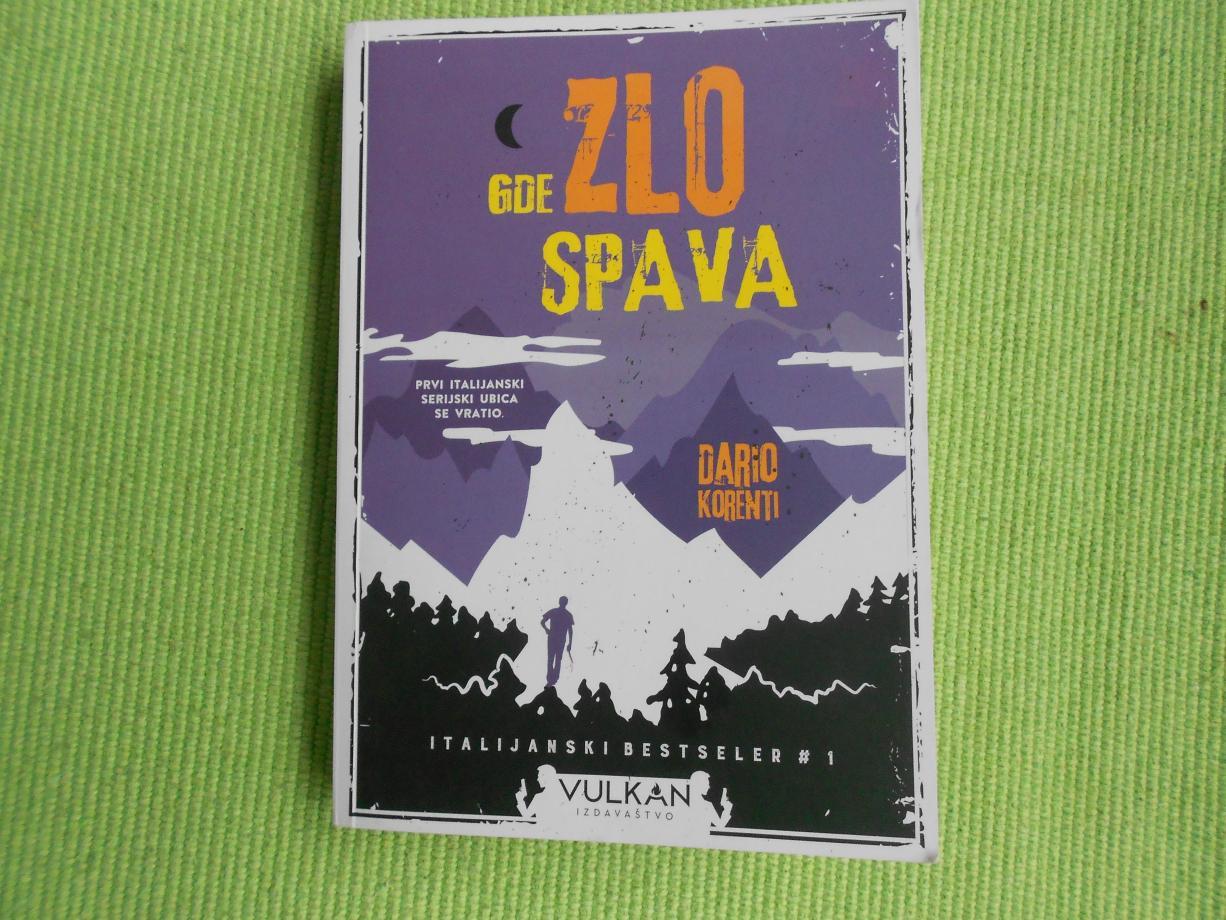 GDE ZLO
SPAVA
PRVI ITALIJANSKI
SERIJSKI UBICA
SE VRATIO.
DARIO
KORENTI
ITALIJANSKI BESTSELER # 1
VULKAN
IZDAVAŠTVO